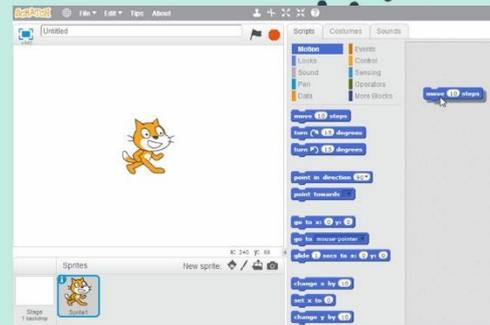 SCRATCH File Edit Tips About
Untitled
Scripts Costumes Sounds
Motion Events
Looks Control
Sound Sensing
Pen Operators
Data More Blocks
move 10 steps
turn 15 degrees
turn 15 degrees
point in direction 90
point towards
go to x: 0 y: 0
go to mouse-pointer
glide 1 secs to x: 0 y: 0
change x by 10
set x to 0
change y by 10
move 10 steps
X: 240 y:
Sprites New sprite:
Stage
1 backdrop
Sprite1